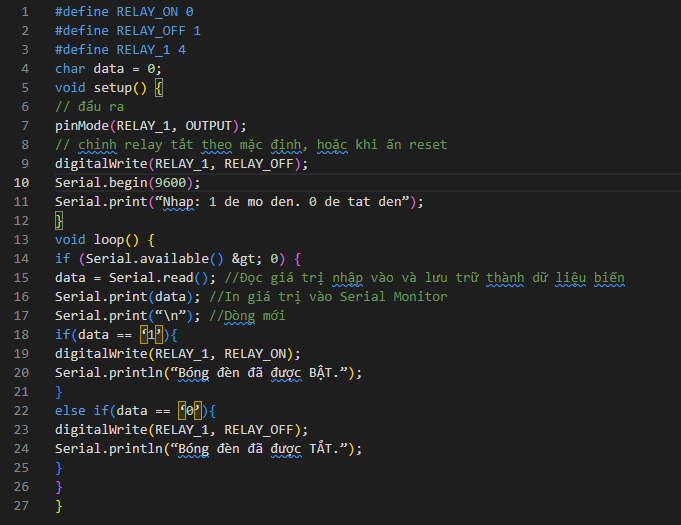 1 #define RELAY_ON 0
2 #define RELAY_OFF 1
3 #define RELAY_1 4
4 char data = 0;
5 void setup() {
6 // đầu ra
7 pinMode(RELAY_1, OUTPUT);
8 // chỉnh relay tắt theo mặc định, hoặc khi ấn reset
9 digitalWrite(RELAY_1, RELAY_OFF);
10 Serial.begin(9600);
11 Serial.print(“Nhap: 1 de mo den. 0 de tat den”);
12 }
13 void loop() {
14 if (Serial.available() &gt; 0) {
15 data = Serial.read(); //Đọc giá trị nhập vào và lưu trữ thành dữ liệu biến
16 Serial.print(data); //In giá trị vào Serial Monitor
17 Serial.print(“\n”); //Dòng mới
18 if(data == ‘1’){
19 digitalWrite(RELAY_1, RELAY_ON);
20 Serial.println(“Bóng đèn đã được BẬT.”);
21 }
22 else if(data == ‘0’){
23 digitalWrite(RELAY_1, RELAY_OFF);
24 Serial.println(“Bóng đèn đã được TẮT.”);
25 }
26 }
27 }